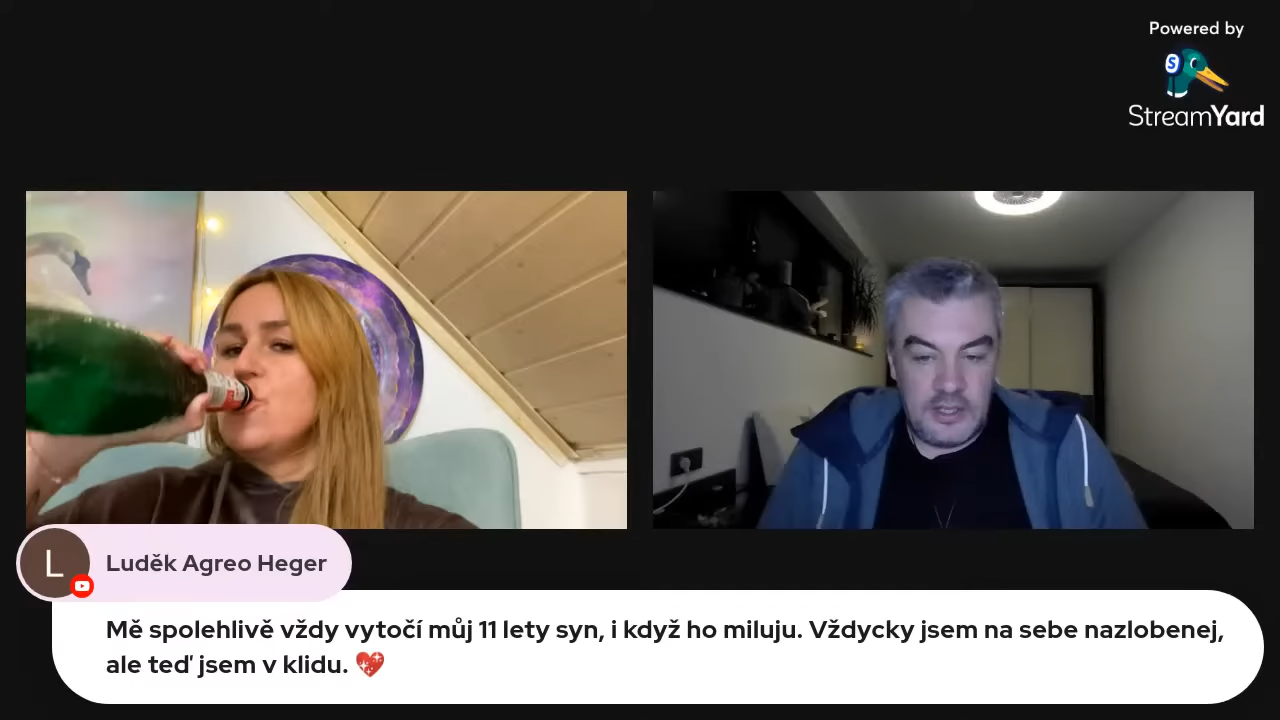 Powered by
S
StreamYard
L
Luděk Agreo Heger
Mě spolehlivě vždy vytočí můj 11 lety syn, i když ho miluju. Vždycky jsem na sebe nazlobenej,
ale teď jsem v klidu. 💖